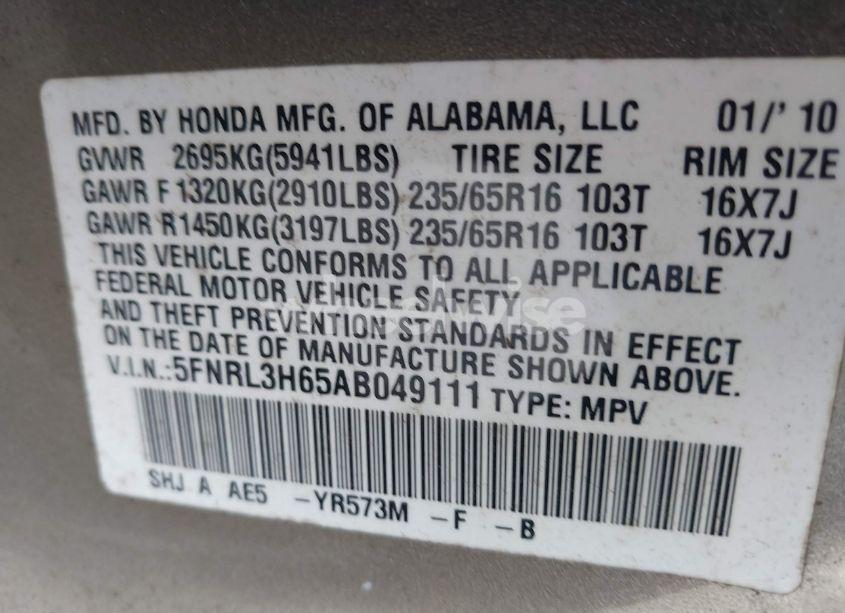 MFD. BY HONDA MFG. OF ALABAMA, LLC 01/' 10
GVWR 2695KG(5941LBS) TIRE SIZE RIM SIZE
GAWR F 1320KG(2910LBS) 235/65R16 103T 16X7J
GAWR R1450KG(3197LBS) 235/65R16 103T 16X7J
THIS VEHICLE CONFORMS TO ALL APPLICABLE
FEDERAL MOTOR VEHICLE SAFETY
AND THEFT PREVENTION STANDARDS IN EFFECT
ON THE DATE OF MANUFACTURE SHOWN ABOVE.
V.I.N.:5FNRL3H65AB049111 TYPE: MPV
SHJ A AE5 -YR573M -F -B